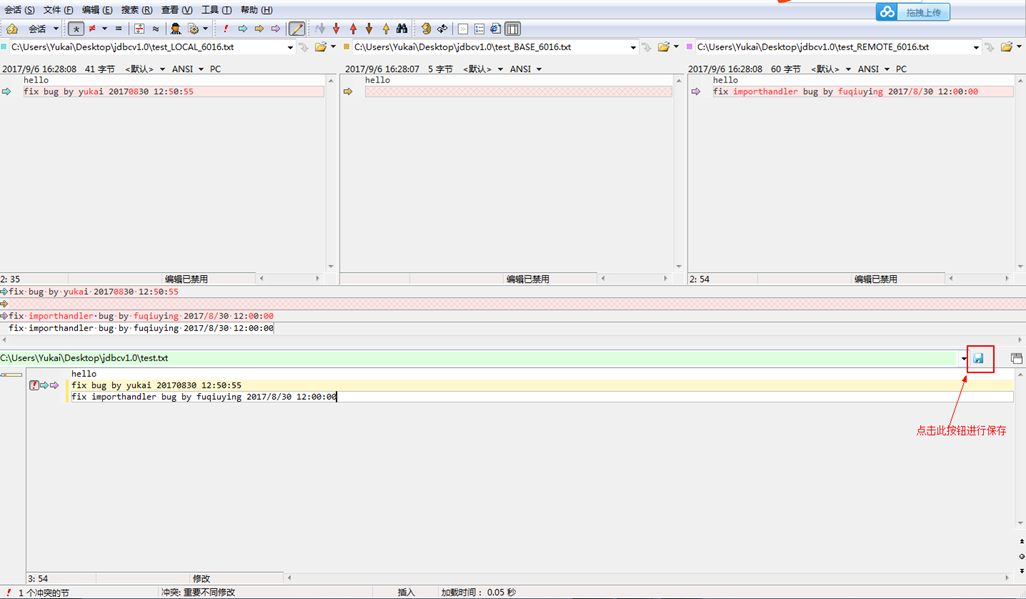 会话 (S) 文件 (F) 编辑 (E) 搜索 (R) 查看 (V) 工具 (T) 帮助 (H)
拖拽上传
会话
C:\Users\Yukai\Desktop\jdbcv1.0\test_LOCAL_6016.txt
C:\Users\Yukai\Desktop\jdbcv1.0\test_BASE_6016.txt
C:\Users\Yukai\Desktop\jdbcv1.0\test_REMOTE_6016.txt
2017/9/6 16:28:08 41 字节 <默认> ANSI PC
2017/9/6 16:28:07 5 字节 <默认> ANSI
2017/9/6 16:28:08 60 字节 <默认> ANSI PC
hello
fix bug by yukai 20170830 12:50:55
hello
hello
fix importhandler bug by fuqiuying 2017/8/30 12:00:00
2: 35 编辑已禁用
编辑已禁用
2: 54 编辑已禁用
fix·bug·by·yukai·20170830·12:50:55
fix·importhandler·bug·by·fuqiuying·2017/8/30·12:00:00
fix·importhandler·bug·by·fuqiuying·2017/8/30·12:00:00
C:\Users\Yukai\Desktop\jdbcv1.0\test.txt
hello
fix bug by yukai 20170830 12:50:55
fix importhandler bug by fuqiuying 2017/8/30 12:00:00
点击此按钮进行保存
3: 54 修改
1 个冲突的节 冲突: 重要不同修改 插入 加载时间： 0.05 秒